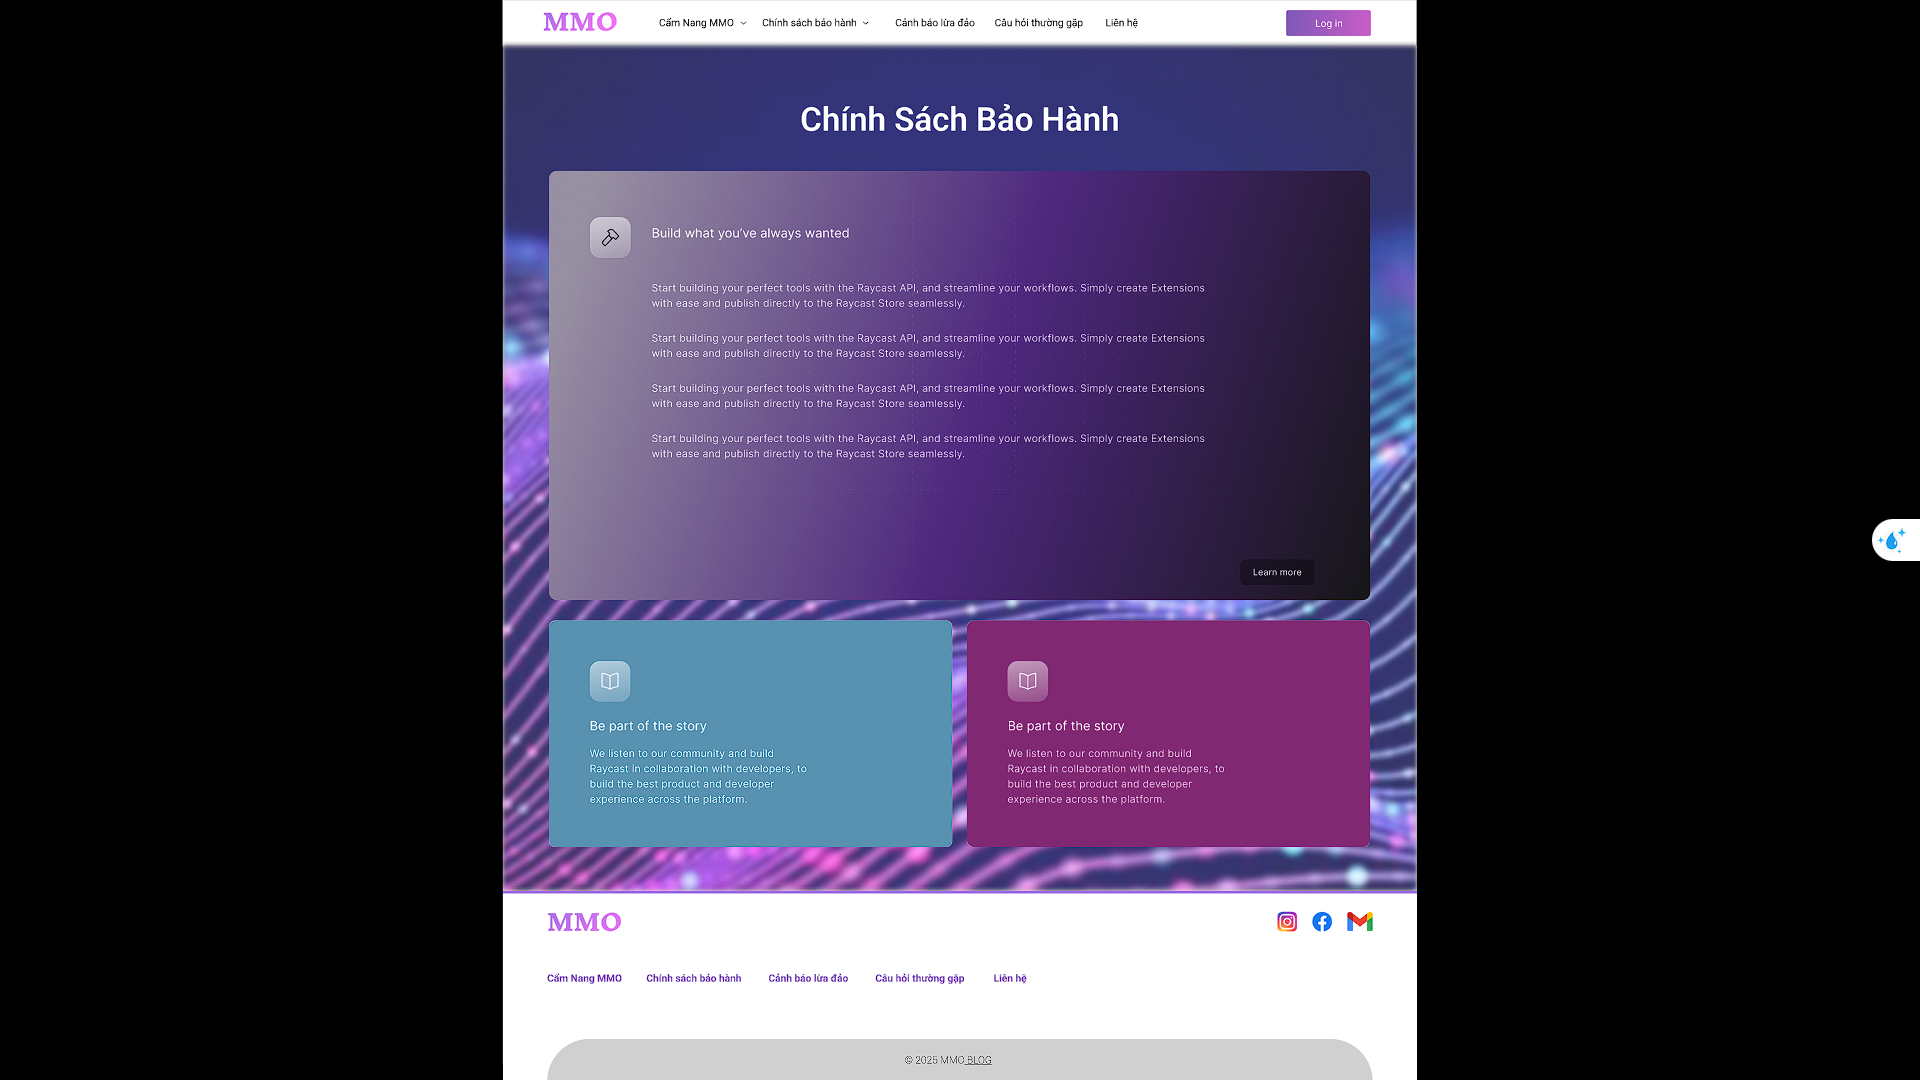 MMO
Cẩm Nang MMO
Chính sách bảo hành
Cảnh báo lừa đảo
Câu hỏi thường gặp
Liên hệ
Log in
Chính Sách Bảo Hành
Build what you’ve always wanted
Start building your perfect tools with the Raycast API, and streamline your workflows. Simply create Extensions
with ease and publish directly to the Raycast Store seamlessly.
Start building your perfect tools with the Raycast API, and streamline your workflows. Simply create Extensions
with ease and publish directly to the Raycast Store seamlessly.
Start building your perfect tools with the Raycast API, and streamline your workflows. Simply create Extensions
with ease and publish directly to the Raycast Store seamlessly.
Start building your perfect tools with the Raycast API, and streamline your workflows. Simply create Extensions
with ease and publish directly to the Raycast Store seamlessly.
Learn more
Be part of the story
We listen to our community and build
Raycast in collaboration with developers, to
build the best product and developer
experience across the platform.
Be part of the story
We listen to our community and build
Raycast in collaboration with developers, to
build the best product and developer
experience across the platform.
MMO
Cẩm Nang MMO
Chính sách bảo hành
Cảnh báo lừa đảo
Câu hỏi thường gặp
Liên hệ
© 2025 MMO BLOG